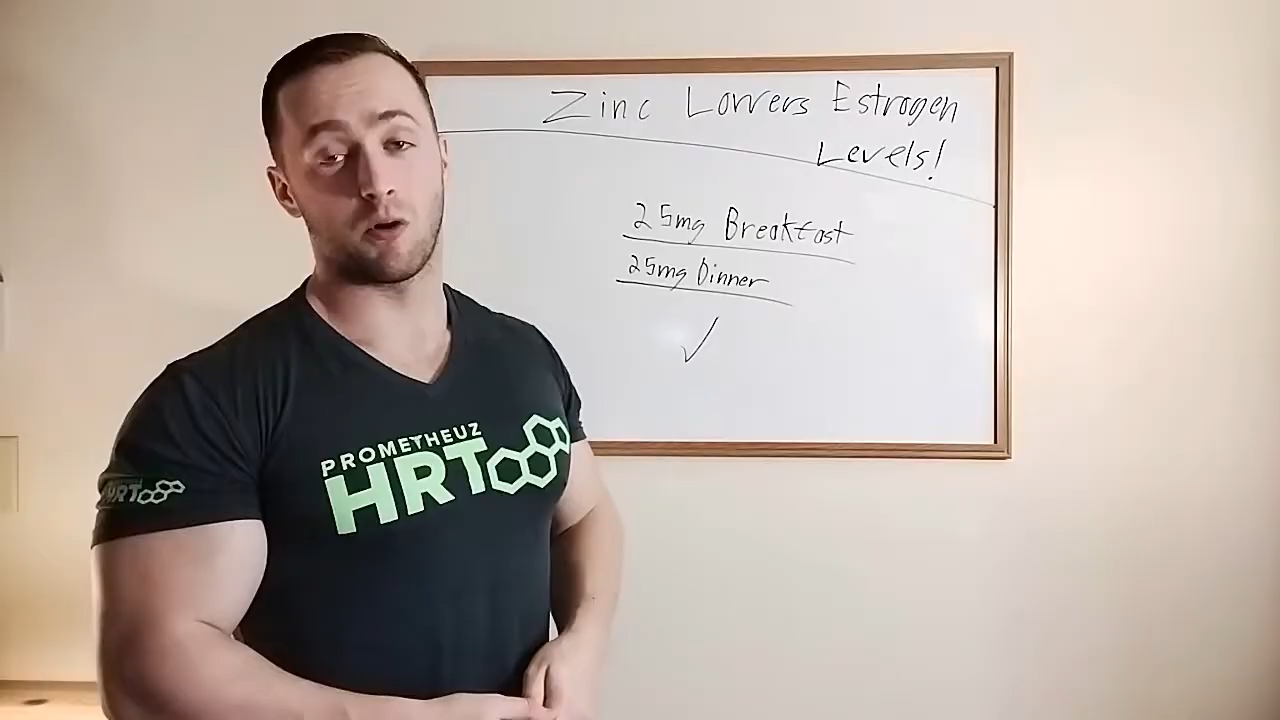 Zinc Lowers Estrogen
Levels!
25mg Breakfast
25mg Dinner
PROMETHEUZ
HRT
HRT